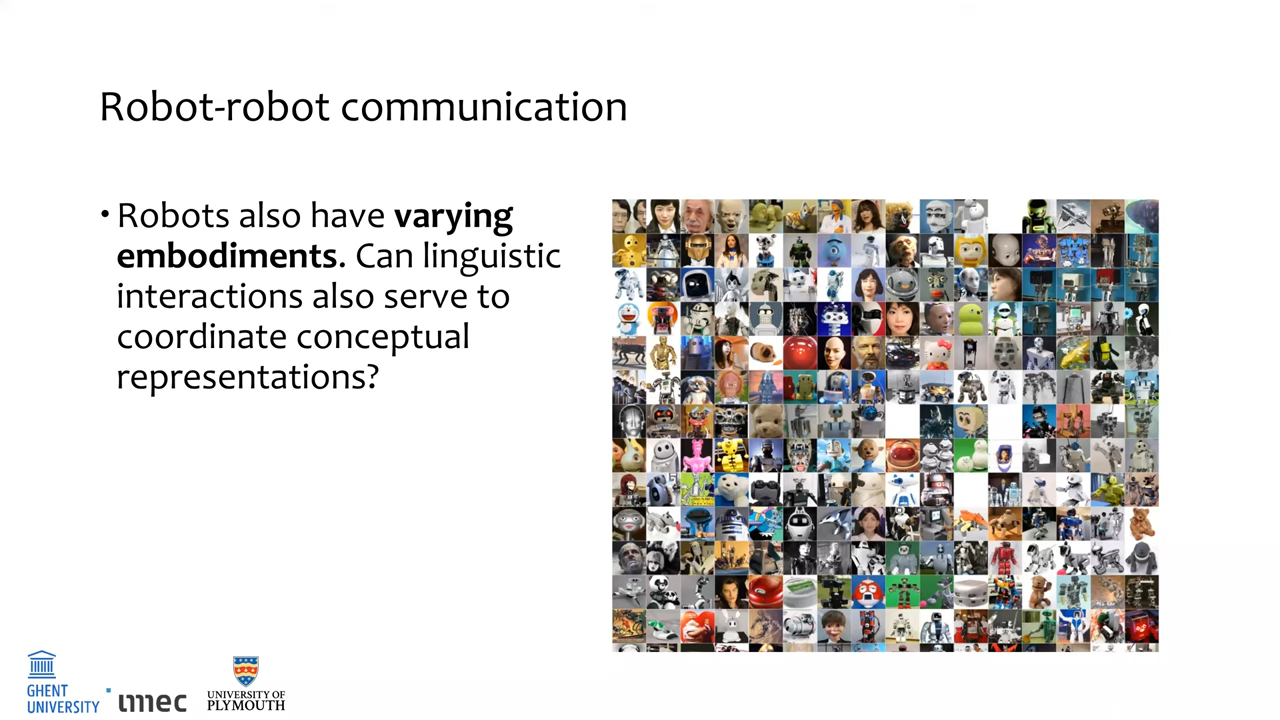 Robot-robot communication
• Robots also have varying
embodiments. Can linguistic
interactions also serve to
coordinate conceptual
representations?
GHENT
UNIVERSITY
imec
UNIVERSITY OF
PLYMOUTH